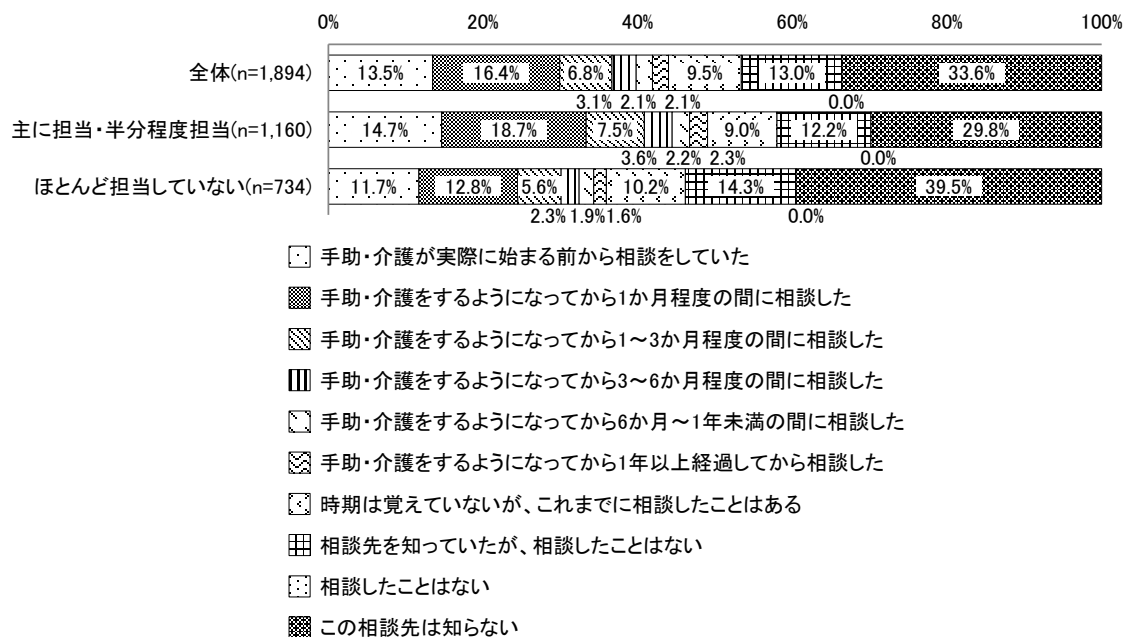 0% 20% 40% 60% 80% 100%
全体(n=1,894) 13.5% 16.4% 6.8% 9.5% 13.0% 33.6%
3.1% 2.1% 2.1% 0.0%
主に担当・半分程度担当(n=1,160) 14.7% 18.7% 7.5% 9.0% 12.2% 29.8%
3.6% 2.2% 2.3% 0.0%
ほとんど担当していない(n=734) 11.7% 12.8% 5.6% 10.2% 14.3% 39.5%
2.3% 1.9% 1.6% 0.0%
手助・介護が実際に始まる前から相談をしていた
手助・介護をするようになってから1か月程度の間に相談した
手助・介護をするようになってから1～3か月程度の間に相談した
手助・介護をするようになってから3～6か月程度の間に相談した
手助・介護をするようになってから6か月～1年未満の間に相談した
手助・介護をするようになってから1年以上経過してから相談した
時期は覚えていないが、これまでに相談したことはある
相談先を知っていたが、相談したことはない
相談したことはない
この相談先は知らない